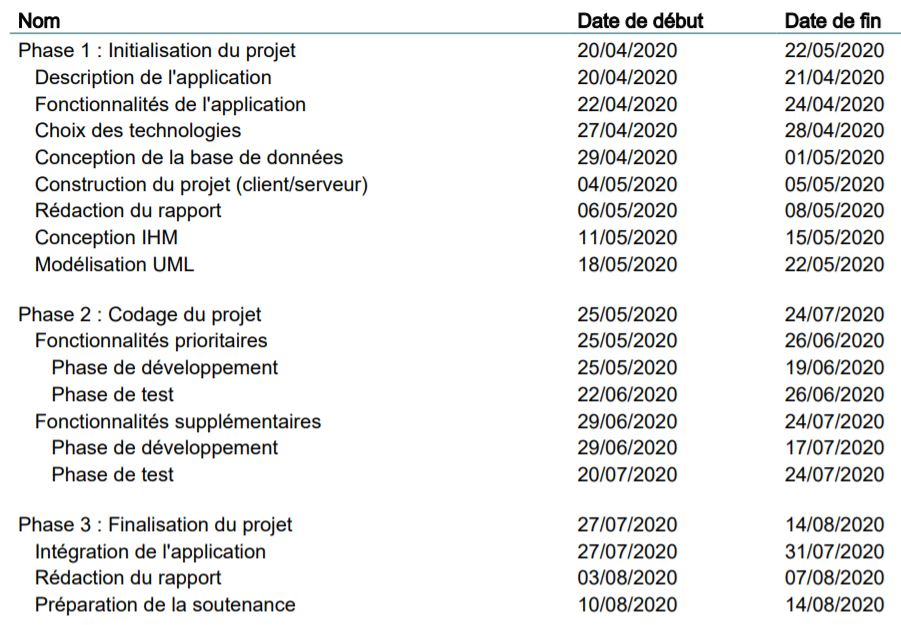 Nom Date de début Date de fin
Phase 1 : Initialisation du projet 20/04/2020 22/05/2020
Description de l'application 20/04/2020 21/04/2020
Fonctionnalités de l'application 22/04/2020 24/04/2020
Choix des technologies 27/04/2020 28/04/2020
Conception de la base de données 29/04/2020 01/05/2020
Construction du projet (client/serveur) 04/05/2020 05/05/2020
Rédaction du rapport 06/05/2020 08/05/2020
Conception IHM 11/05/2020 15/05/2020
Modélisation UML 18/05/2020 22/05/2020
Phase 2 : Codage du projet 25/05/2020 24/07/2020
Fonctionnalités prioritaires 25/05/2020 26/06/2020
Phase de développement 25/05/2020 19/06/2020
Phase de test 22/06/2020 26/06/2020
Fonctionnalités supplémentaires 29/06/2020 24/07/2020
Phase de développement 29/06/2020 17/07/2020
Phase de test 20/07/2020 24/07/2020
Phase 3 : Finalisation du projet 27/07/2020 14/08/2020
Intégration de l'application 27/07/2020 31/07/2020
Rédaction du rapport 03/08/2020 07/08/2020
Préparation de la soutenance 10/08/2020 14/08/2020